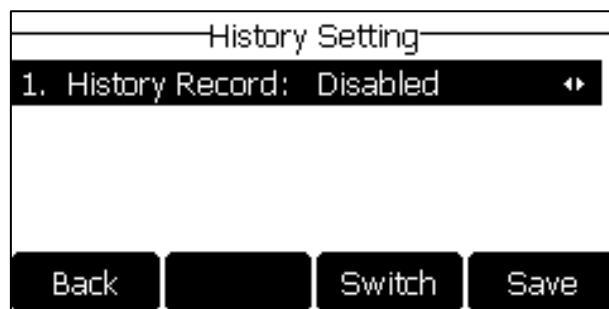 History Setting
1. History Record: Disabled
Back Switch Save